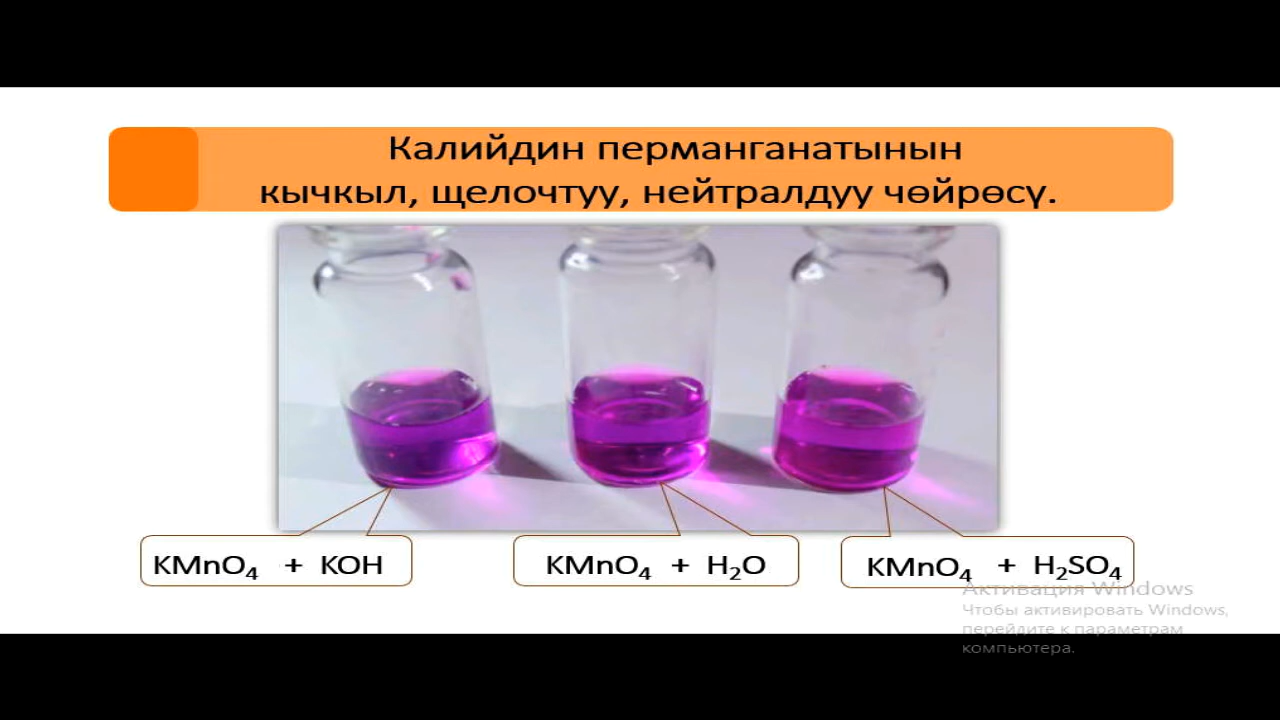 Калийдин перманганатынын
кычкыл, щелочтуу, нейтралдуу чөйрөсү.
KMnO₄ + KOH
KMnO₄ + H₂O
KMnO₄ + H₂SO₄
Активация Windows
Чтобы активировать Windows,
перейдите к параметрам
компьютера.